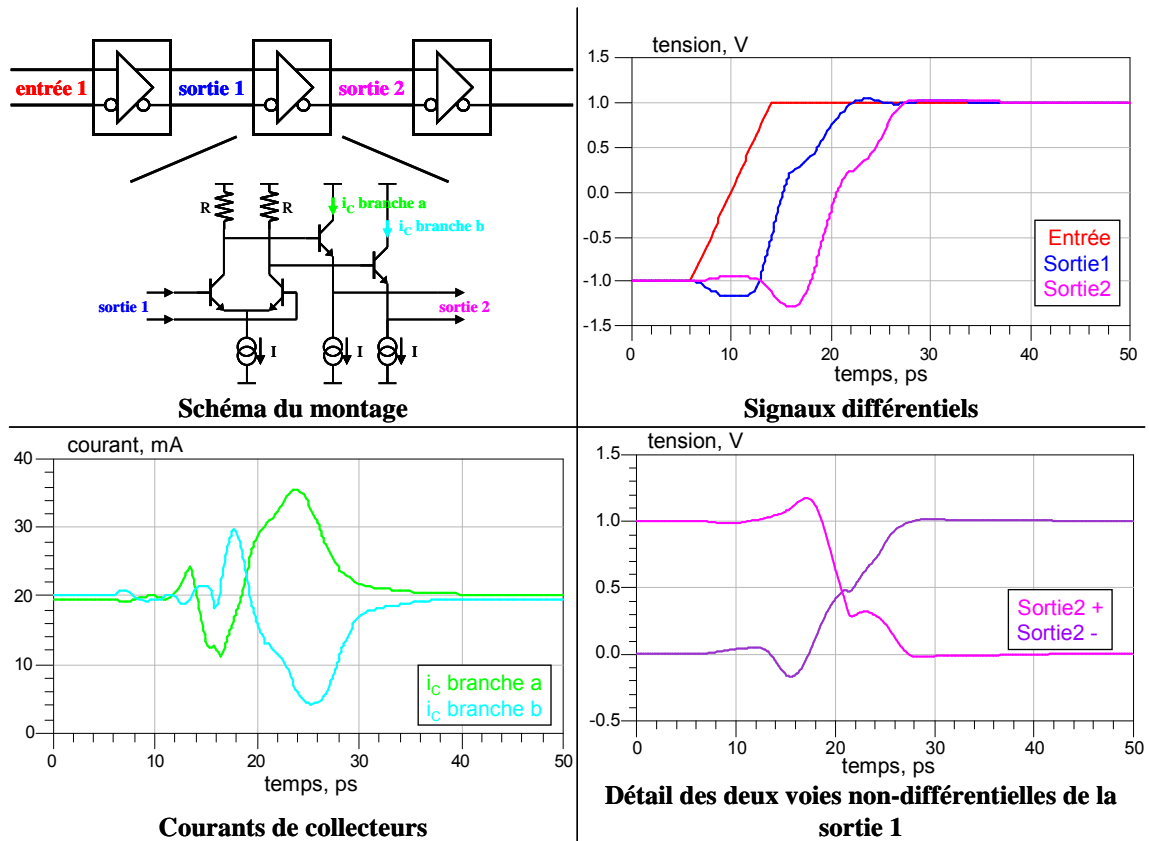 entrée 1
sortie 1
sortie 2
R
R
i_C branche a
i_C branche b
sortie 1
sortie 2
I
I
I
Schéma du montage
tension, V
1.5
1.0
0.5
0.0
-0.5
-1.0
-1.5
Entrée
Sortie1
Sortie2
0 10 20 30 40 50
temps, ps
Signaux différentiels
courant, mA
40
30
20
10
0
i_C branche a
i_C branche b
0 10 20 30 40 50
temps, ps
Courants de collecteurs
tension, V
1.5
1.0
0.5
0.0
-0.5
Sortie2 +
Sortie2 -
0 10 20 30 40 50
temps, ps
Détail des deux voies non-différentielles de la
sortie 1